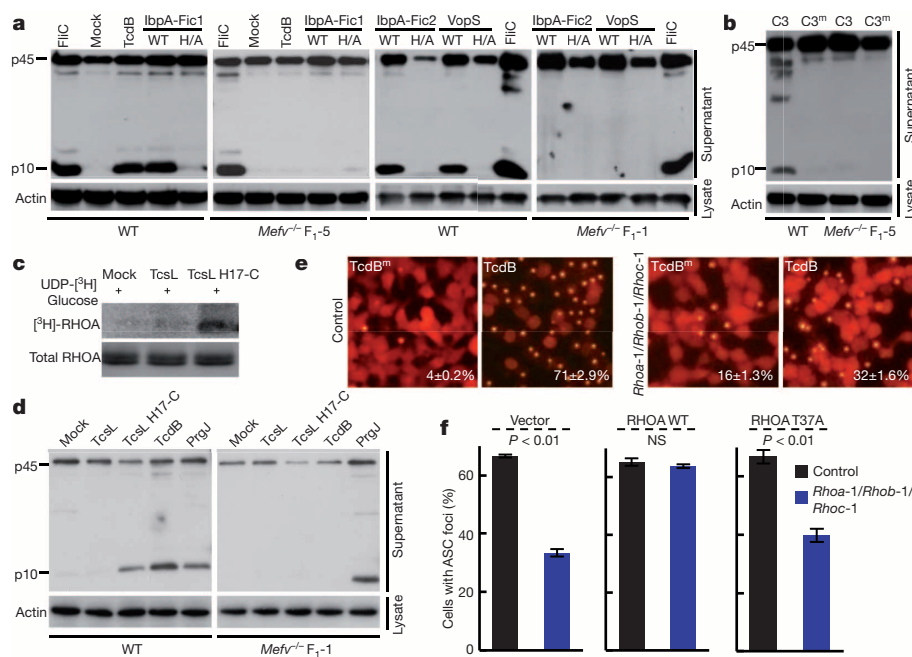 a
IbpA-Fic1
IbpA-Fic1
IbpA-Fic2 VopS
IbpA-Fic2 VopS
FliC Mock TcdB WT H/A
FliC Mock TcdB WT H/A
WT H/A WT H/A FliC
WT H/A WT H/A FliC
p45
p10
Supernatant
Actin
Lysate
WT
Mefv−/− F1-5
WT
Mefv−/− F1-1
b
C3 C3m C3 C3m
p45
p10
Supernatant
Actin
Lysate
WT Mefv−/− F1-5
c
Mock TcsL TcsL H17-C
UDP-[3H] Glucose + + +
[3H]-RHOA
Total RHOA
d
Mock TcsL TcsL H17-C TcdB PrgJ
Mock TcsL TcsL H17-C TcdB PrgJ
p45
p10
Supernatant
Actin
Lysate
WT
Mefv−/− F1-1
e
Control
TcdBm
4±0.2%
TcdB
71±2.9%
Rhoa-1/Rhob-1/Rhoc-1
TcdBm
16±1.3%
TcdB
32±1.6%
f
Vector
P < 0.01
RHOA WT
NS
RHOA T37A
P < 0.01
Cells with ASC foci (%)
60
40
20
0
Control
Rhoa-1/Rhob-1/
Rhoc-1